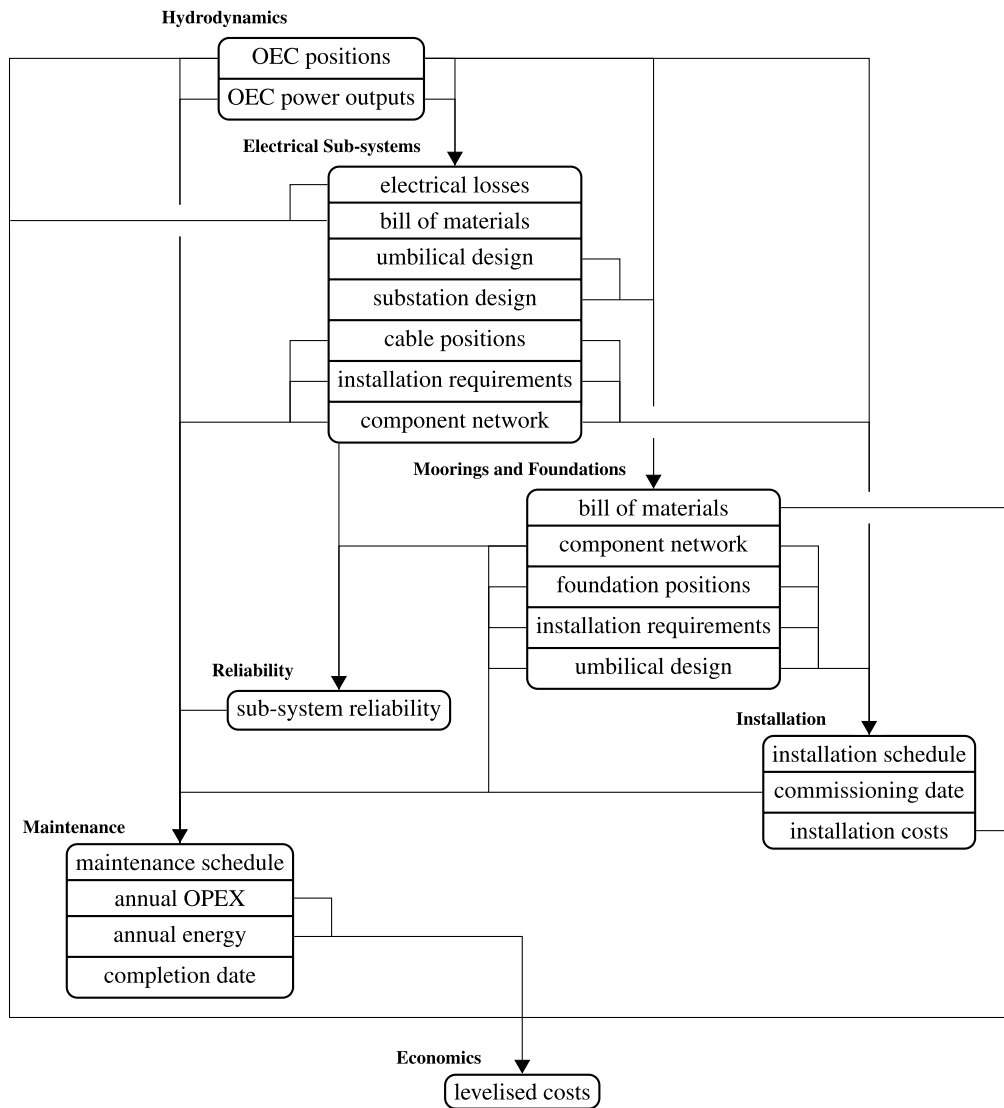 Hydrodynamics
OEC positions
OEC power outputs
Electrical Sub-systems
electrical losses
bill of materials
umbilical design
substation design
cable positions
installation requirements
component network
Moorings and Foundations
bill of materials
component network
foundation positions
installation requirements
umbilical design
Reliability
sub-system reliability
Installation
installation schedule
commissioning date
installation costs
Maintenance
maintenance schedule
annual OPEX
annual energy
completion date
Economics
levelised costs